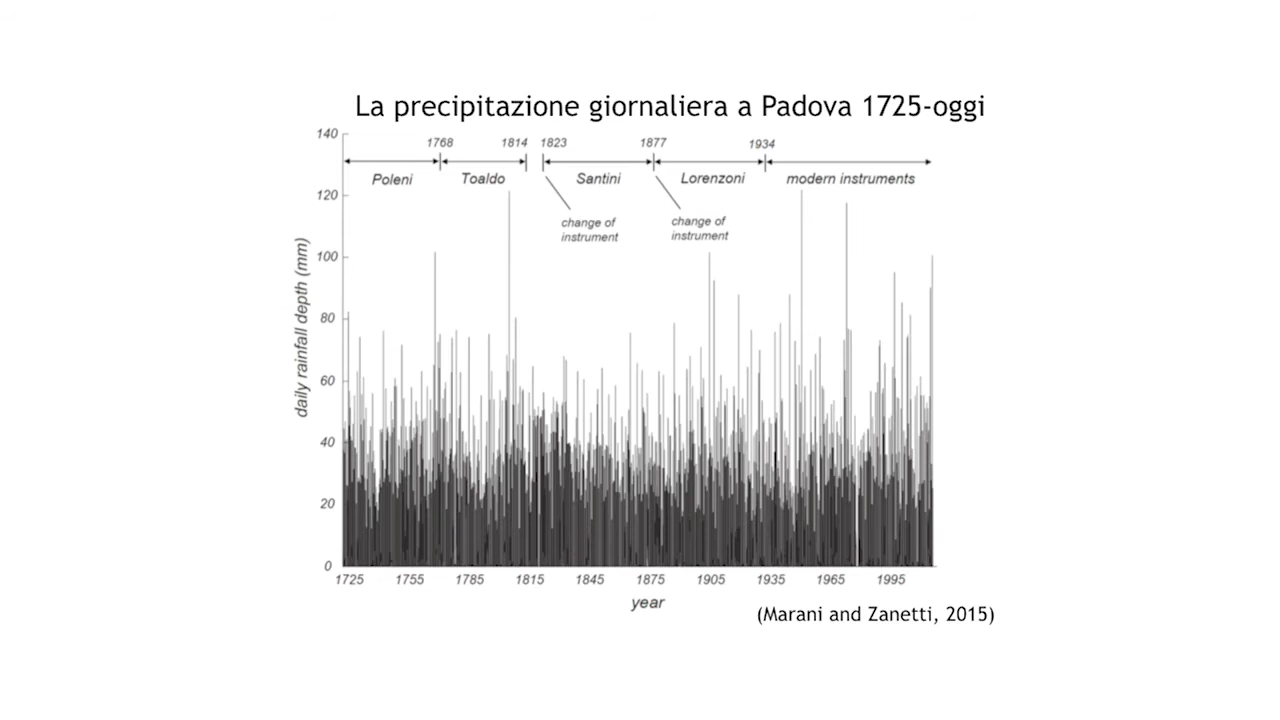 La precipitazione giornaliera a Padova 1725-oggi
140
120
100
80
60
40
20
0
daily rainfall depth (mm)
1768 1814 1823 1877 1934
Poleni Toaldo Santini Lorenzoni modern instruments
change of
instrument
change of
instrument
1725 1755 1785 1815 1845 1875 1905 1935 1965 1995
year
(Marani and Zanetti, 2015)